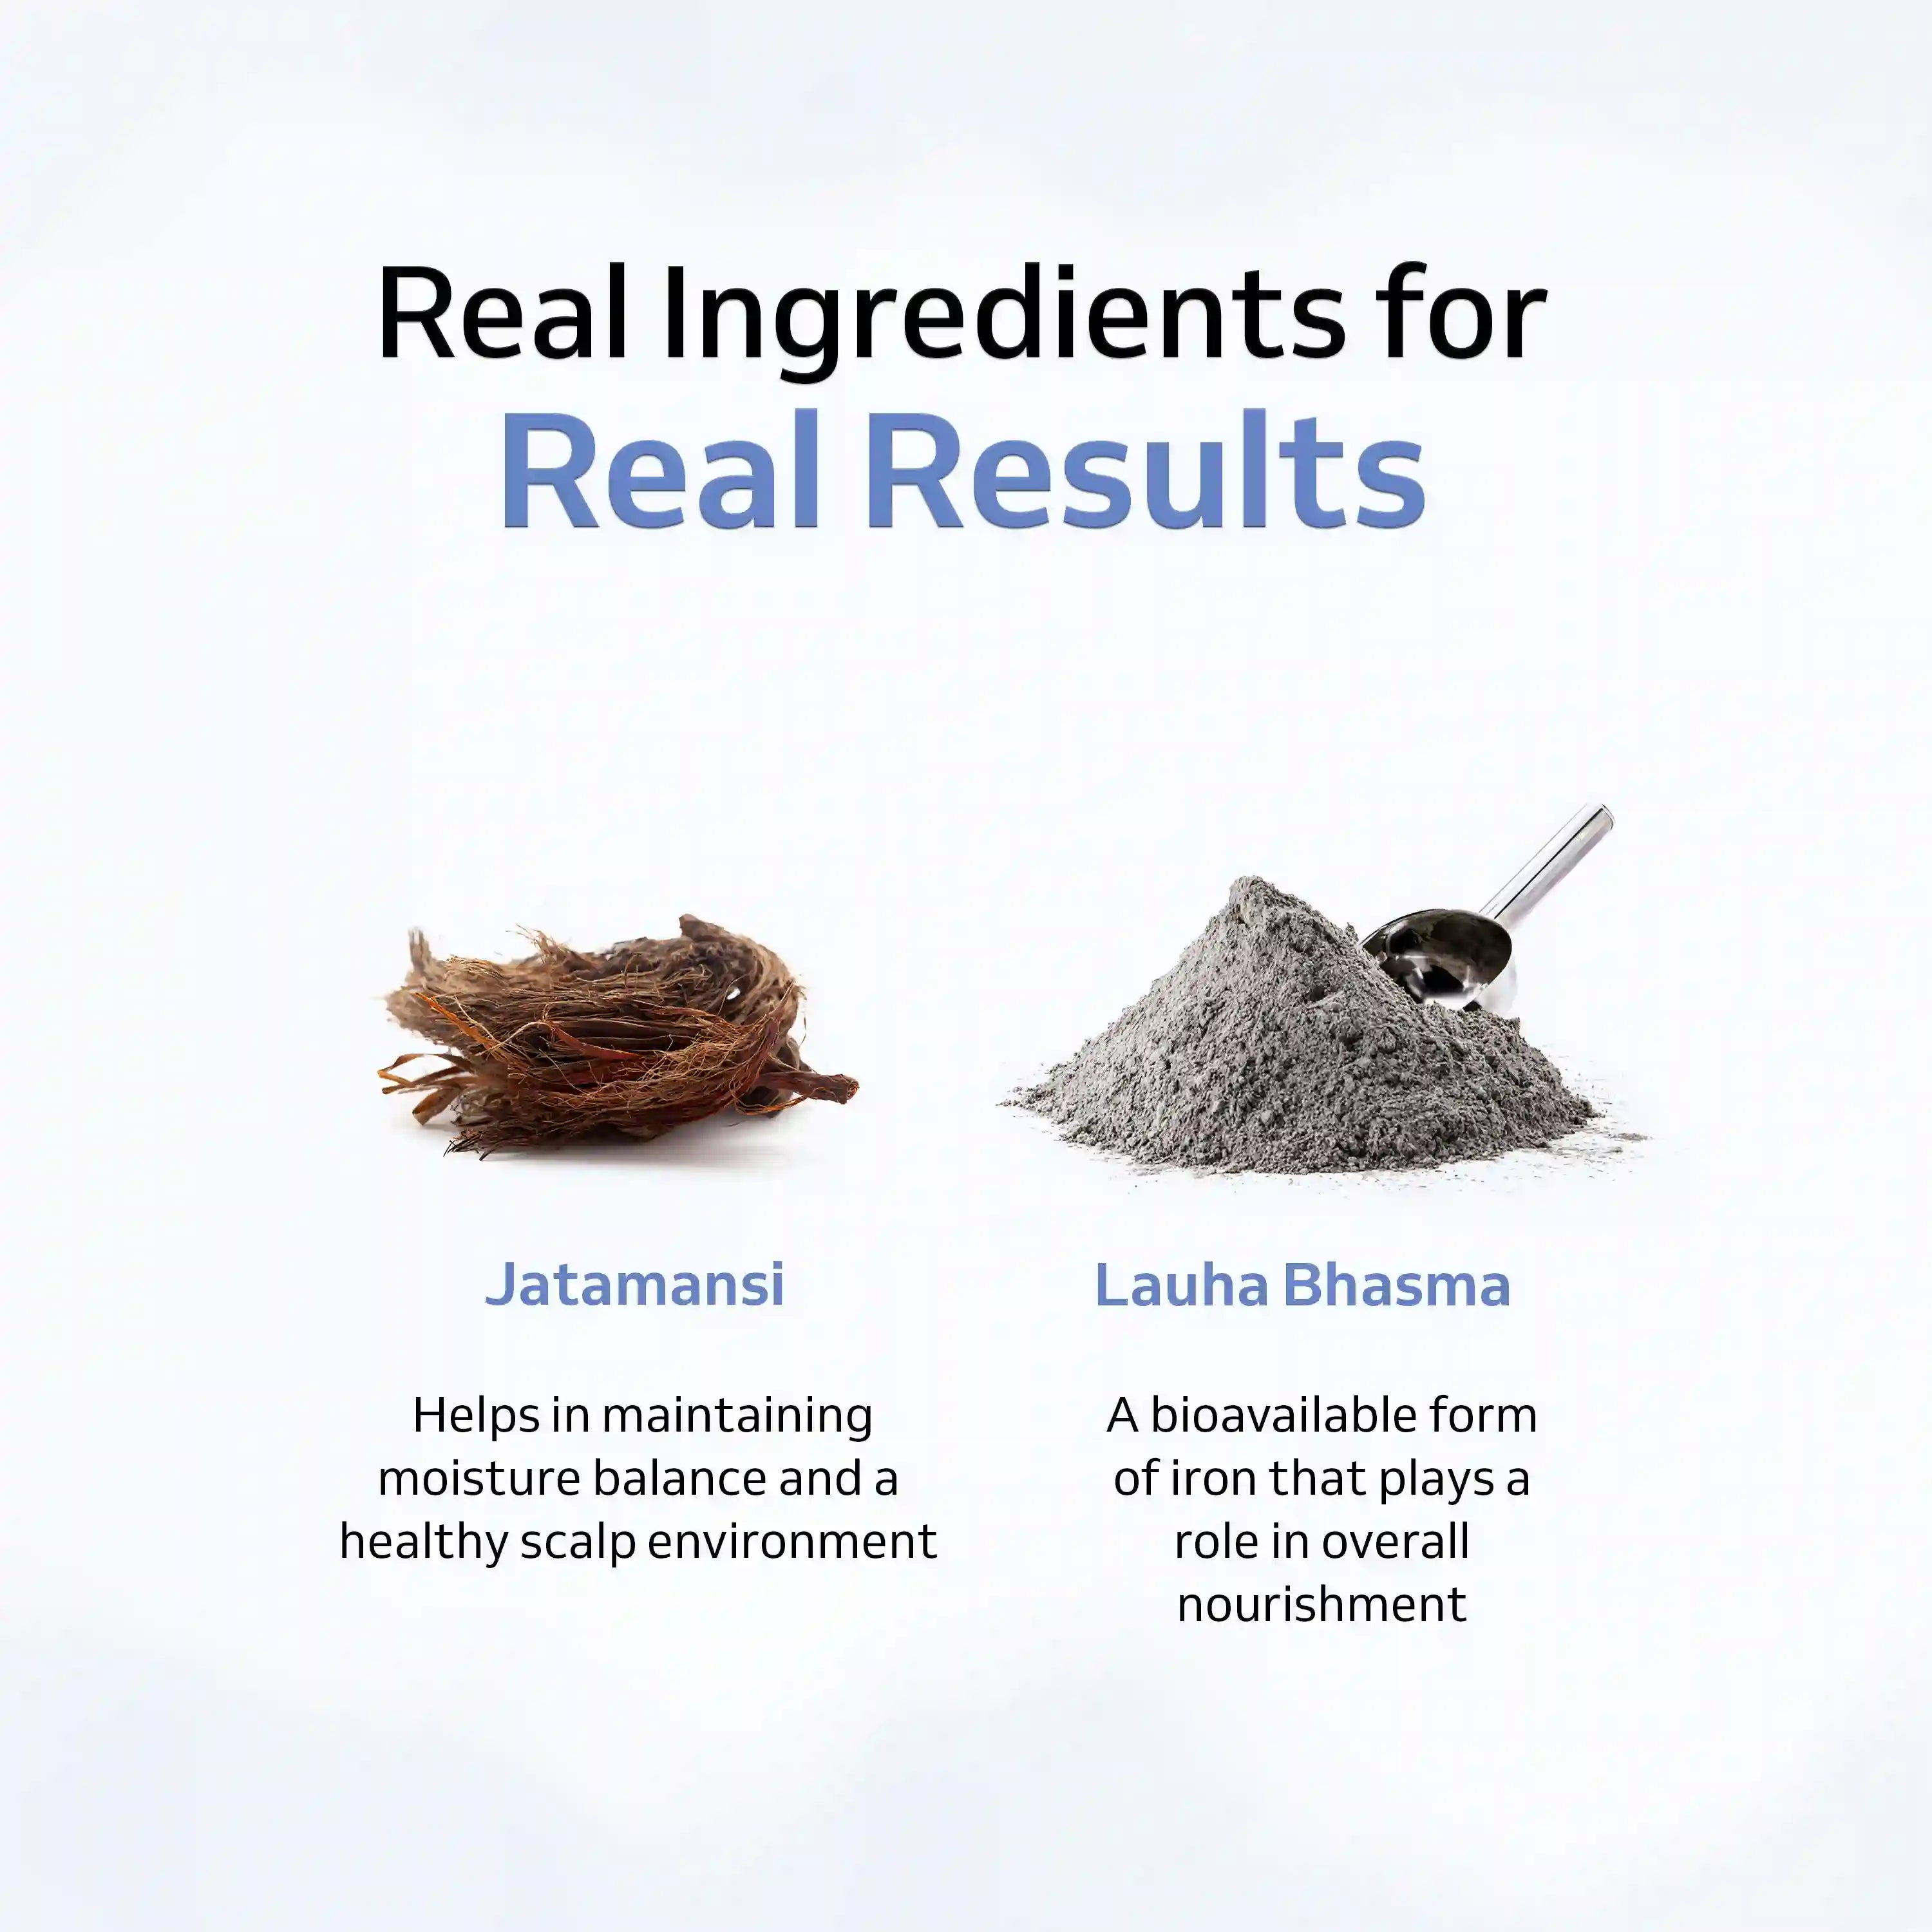 Real Ingredients for
Real Results
Jatamansi
Helps in maintaining
moisture balance and a
healthy scalp environment
Lauha Bhasma
A bioavailable form
of iron that plays a
role in overall
nourishment